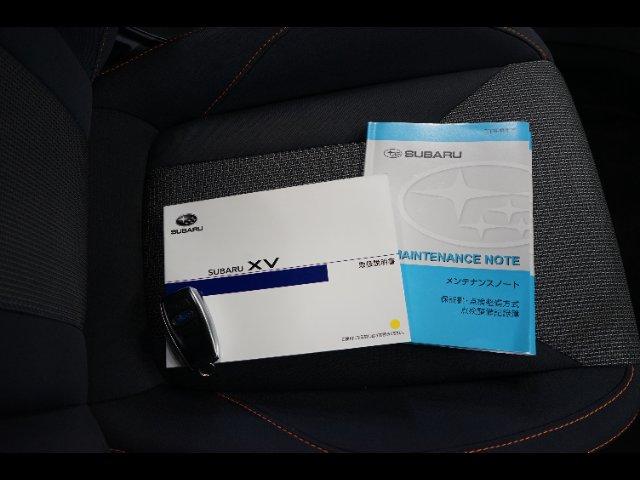 SUBARU
SUBARU XV
取扱説明書
SUBARU
MAINTENANCE NOTE
メンテナンスノート
保証書・点検整備方式
点検整備記録簿